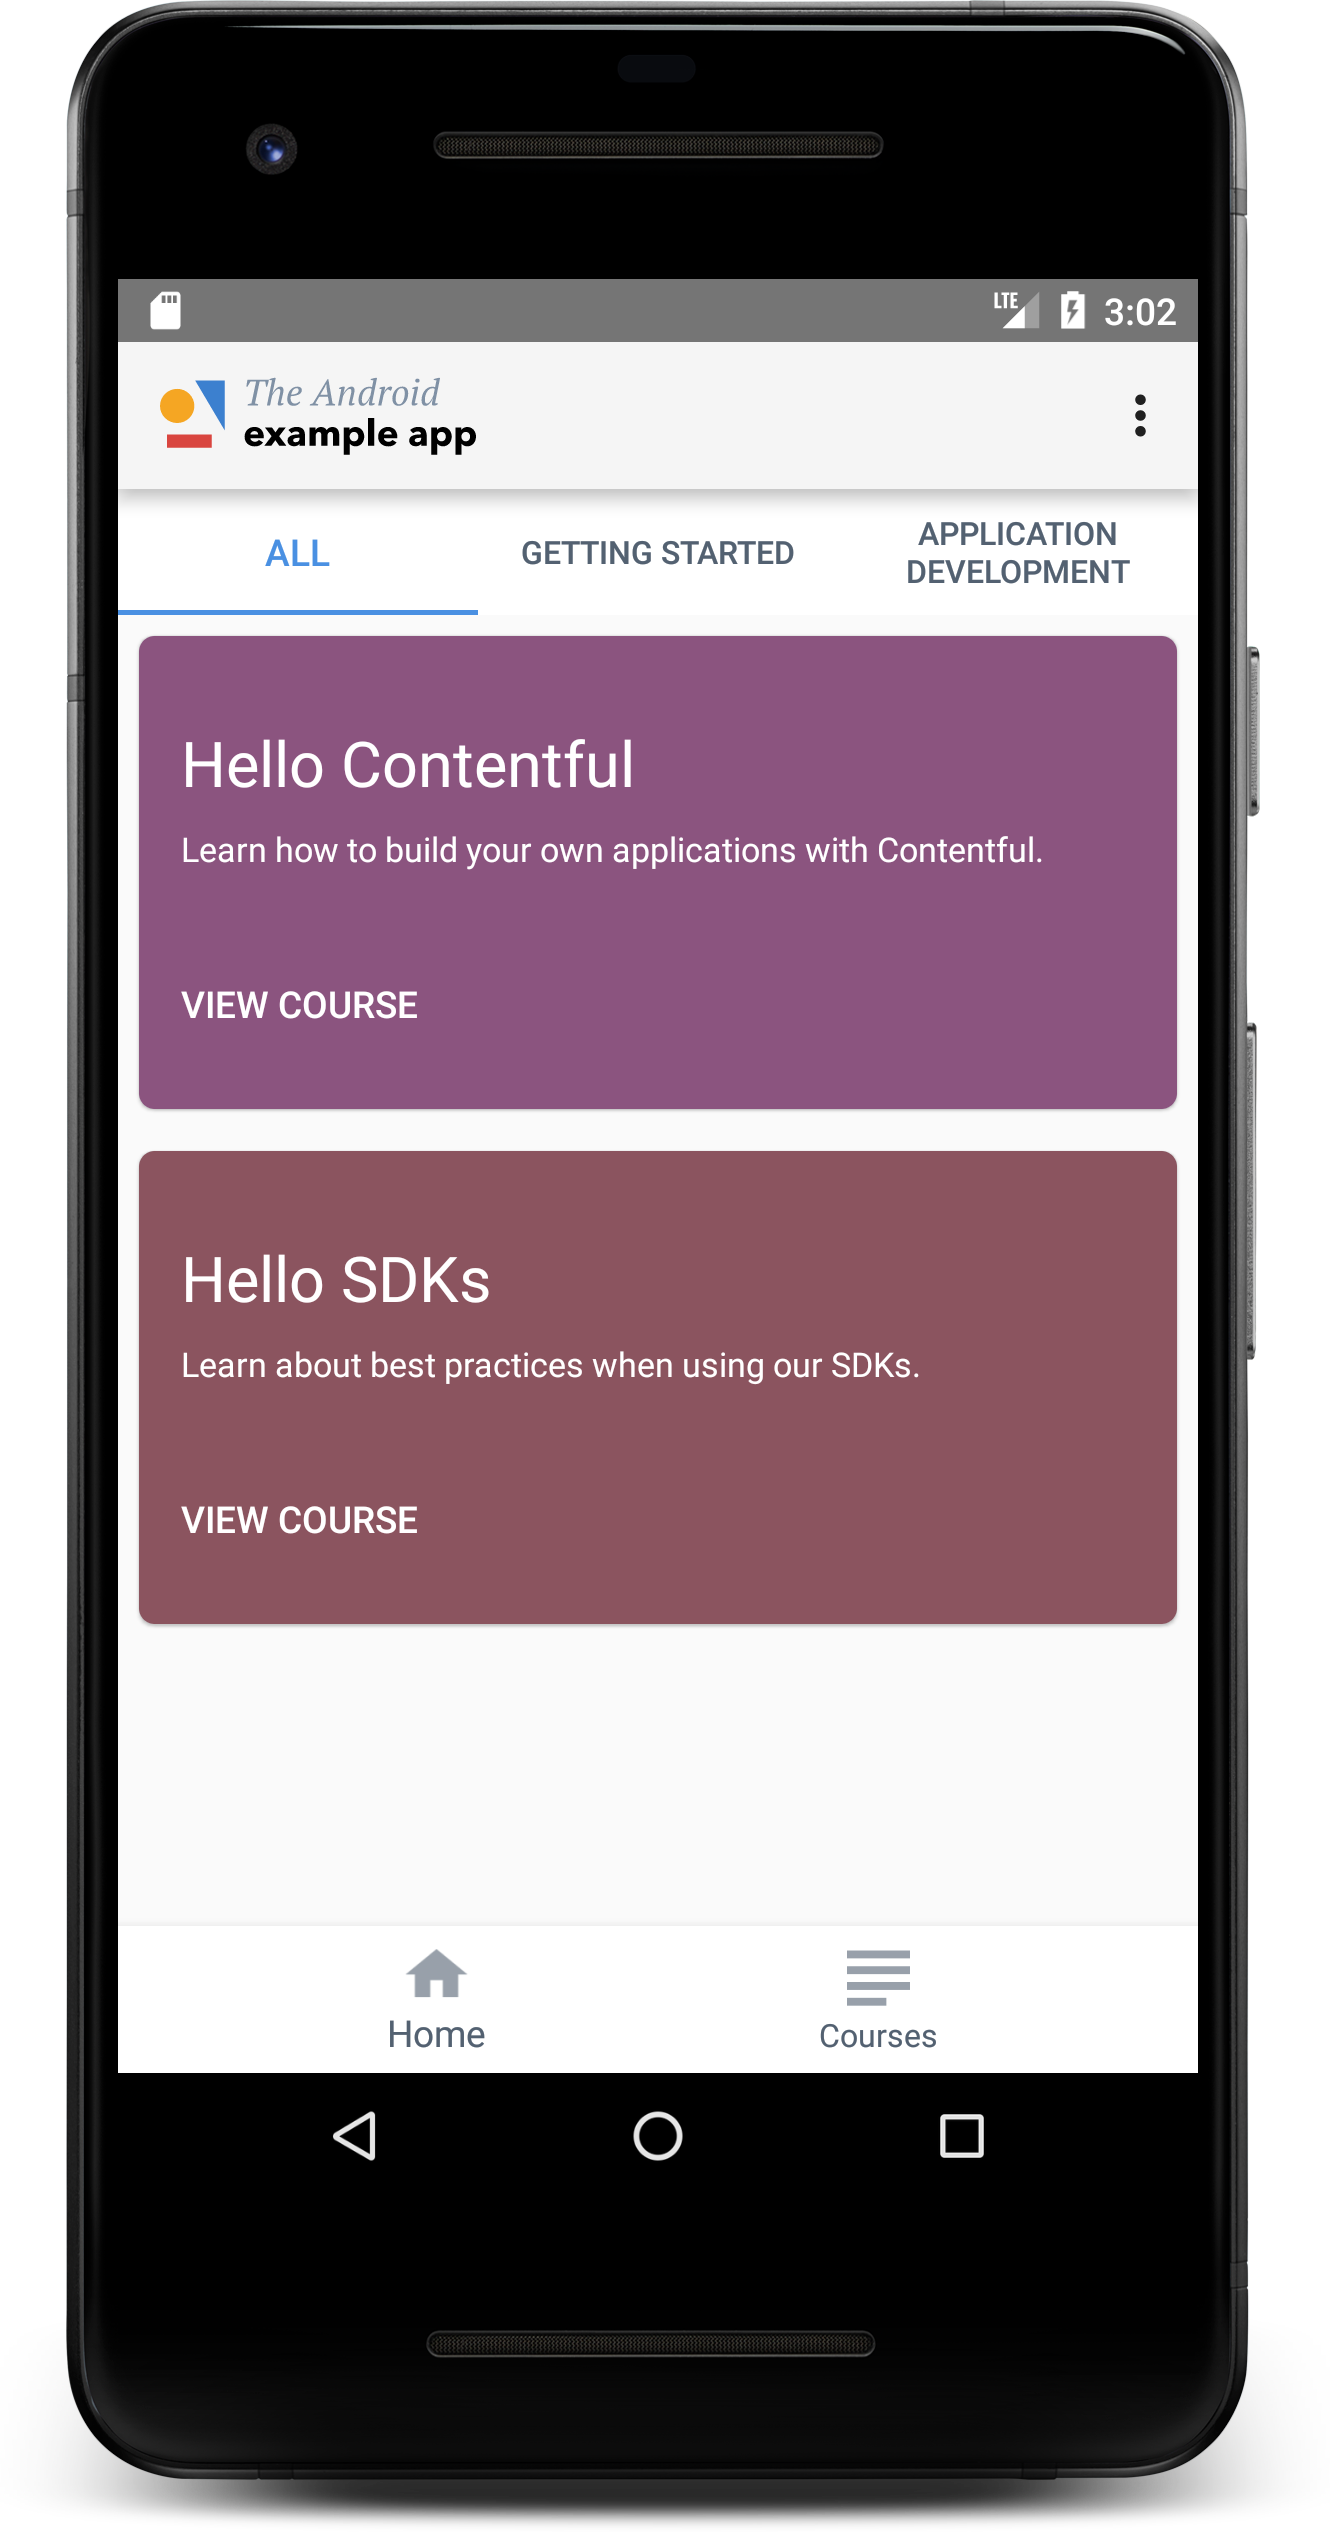 LTE 3:02
The Android
example app
ALL
GETTING STARTED
APPLICATION
DEVELOPMENT
Hello Contentful
Learn how to build your own applications with Contentful.
VIEW COURSE
Hello SDKs
Learn about best practices when using our SDKs.
VIEW COURSE
Home
Courses